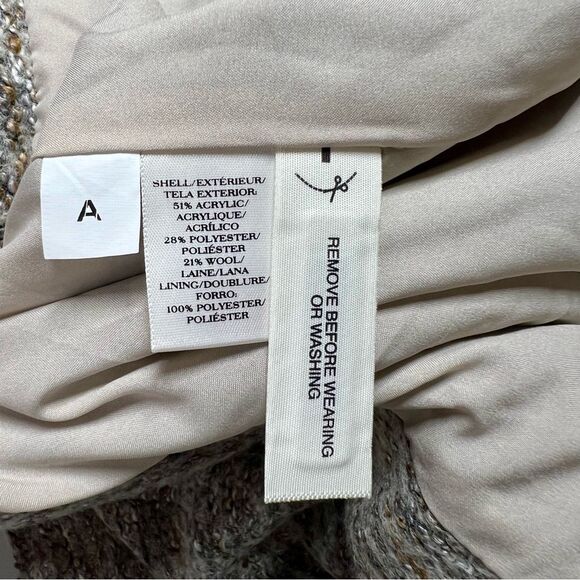 A
SHELL/EXTÉRIEUR/
TELA EXTERIOR:
51% ACRYLIC/
ACRYLIQUE/
ACRÍLICO
28% POLYESTER/
POLIÉSTER
21% WOOL/
LAINE/LANA
LINING/DOUBLURE/
FORRO:
100% POLYESTER/
POLIÉSTER
REMOVE BEFORE WEARING
OR WASHING